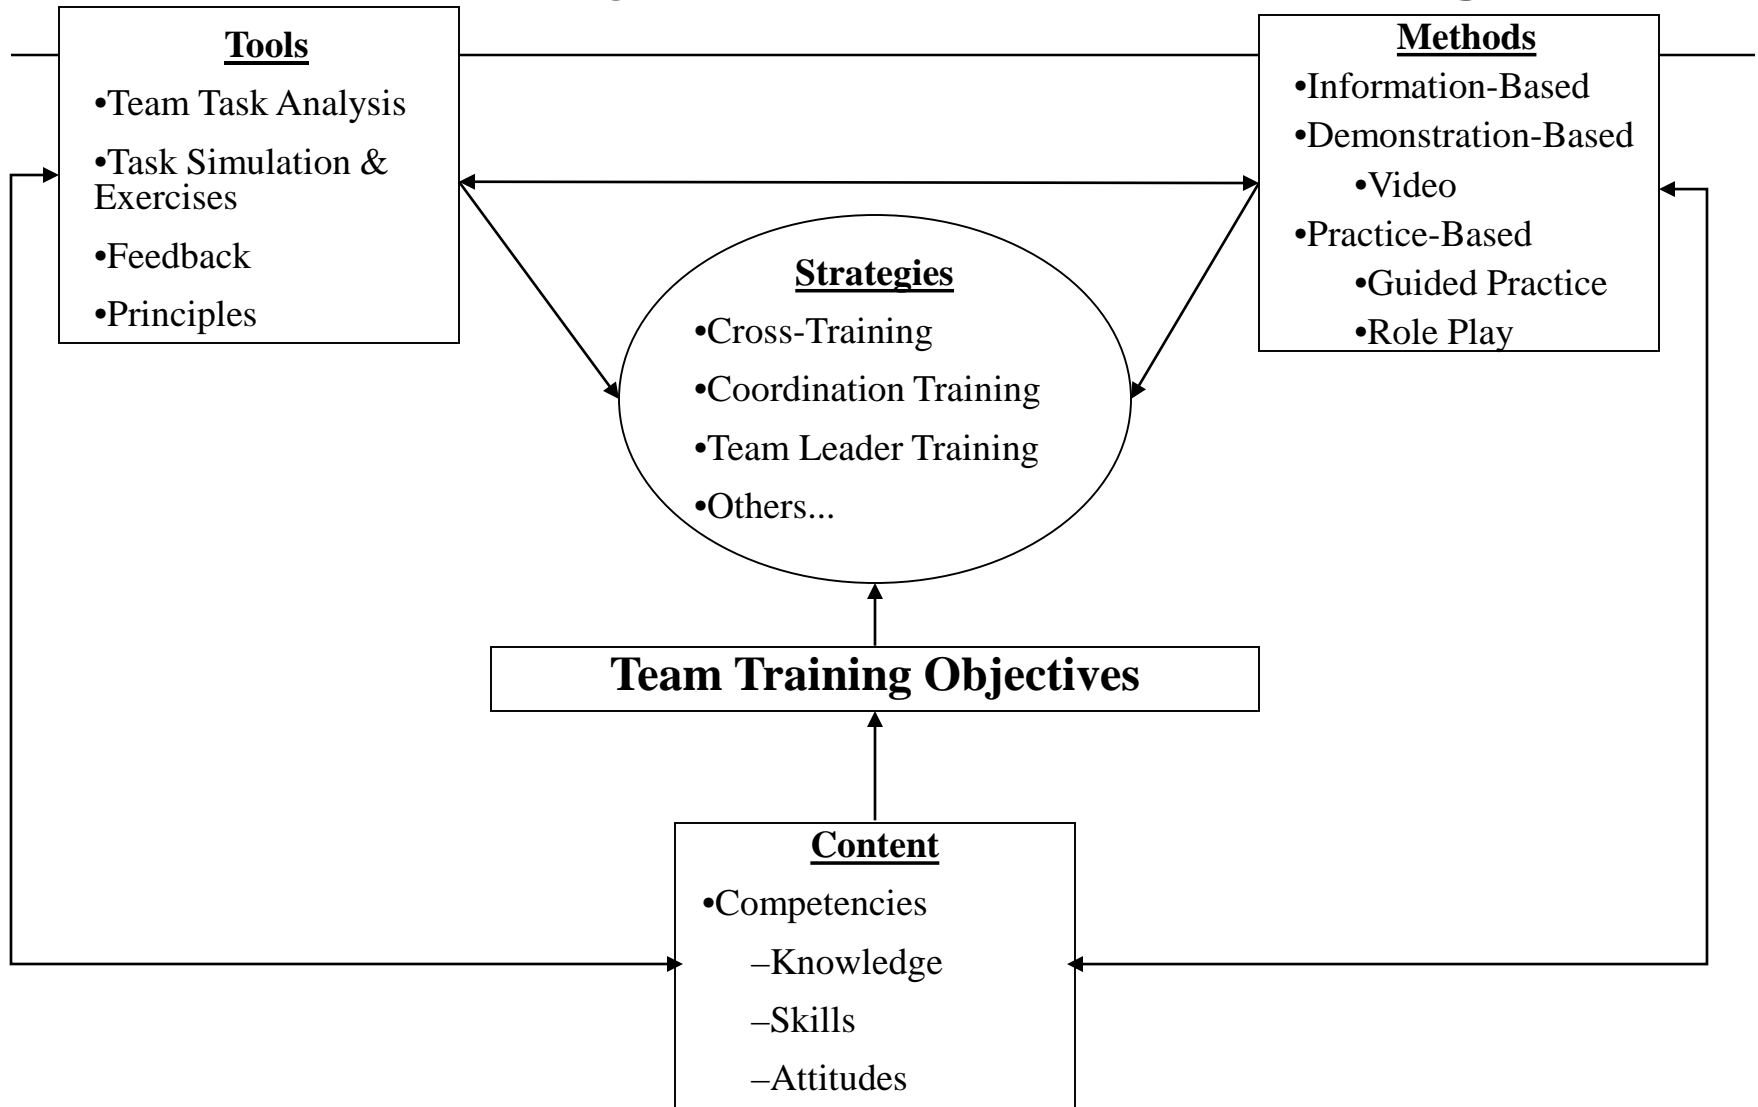 Tools
•Team Task Analysis
•Task Simulation &
Exercises
•Feedback
•Principles
Methods
•Information-Based
•Demonstration-Based
•Video
•Practice-Based
•Guided Practice
•Role Play
Strategies
•Cross-Training
•Coordination Training
•Team Leader Training
•Others...
Team Training Objectives
Content
•Competencies
–Knowledge
–Skills
–Attitudes